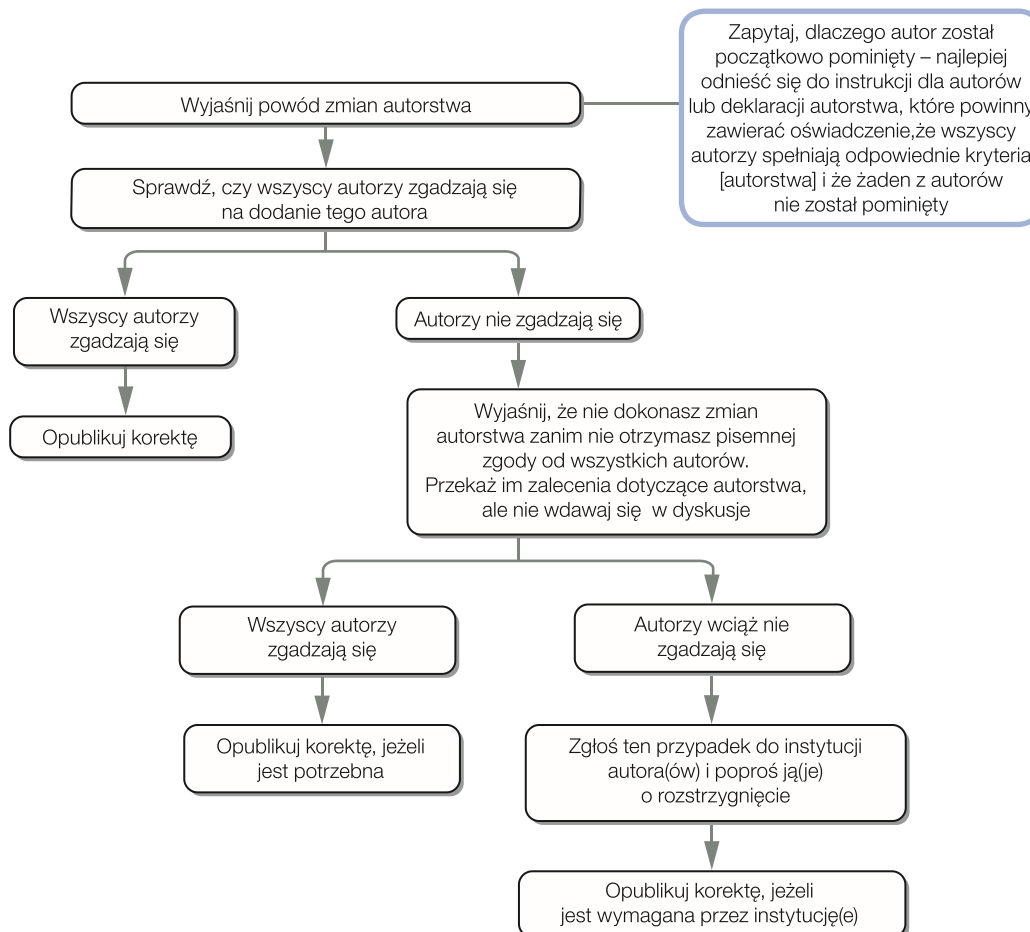 Wyjaśnij powód zmian autorstwa
Zapytaj, dlaczego autor został
początkowo pominięty – najlepiej
odnieść się do instrukcji dla autorów
lub deklaracji autorstwa, które powinny
zawierać oświadczenie,że wszyscy
autorzy spełniają odpowiednie kryteria
[autorstwa] i że żaden z autorów
nie został pominięty
Sprawdź, czy wszyscy autorzy zgadzają się
na dodanie tego autora
Wszyscy autorzy
zgadzają się
Opublikuj korektę
Autorzy nie zgadzają się
Wyjaśnij, że nie dokonasz zmian
autorstwa zanim nie otrzymasz pisemnej
zgody od wszystkich autorów.
Przekaż im zalecenia dotyczące autorstwa,
ale nie wdawaj się  w dyskusje
Wszyscy autorzy
zgadzają się
Opublikuj korektę, jeżeli
jest potrzebna
Autorzy wciąż nie
zgadzają się
Zgłoś ten przypadek do instytucji
autora(ów) i poproś ją(je)
o rozstrzygnięcie
Opublikuj korektę, jeżeli
jest wymagana przez instytucję(e)